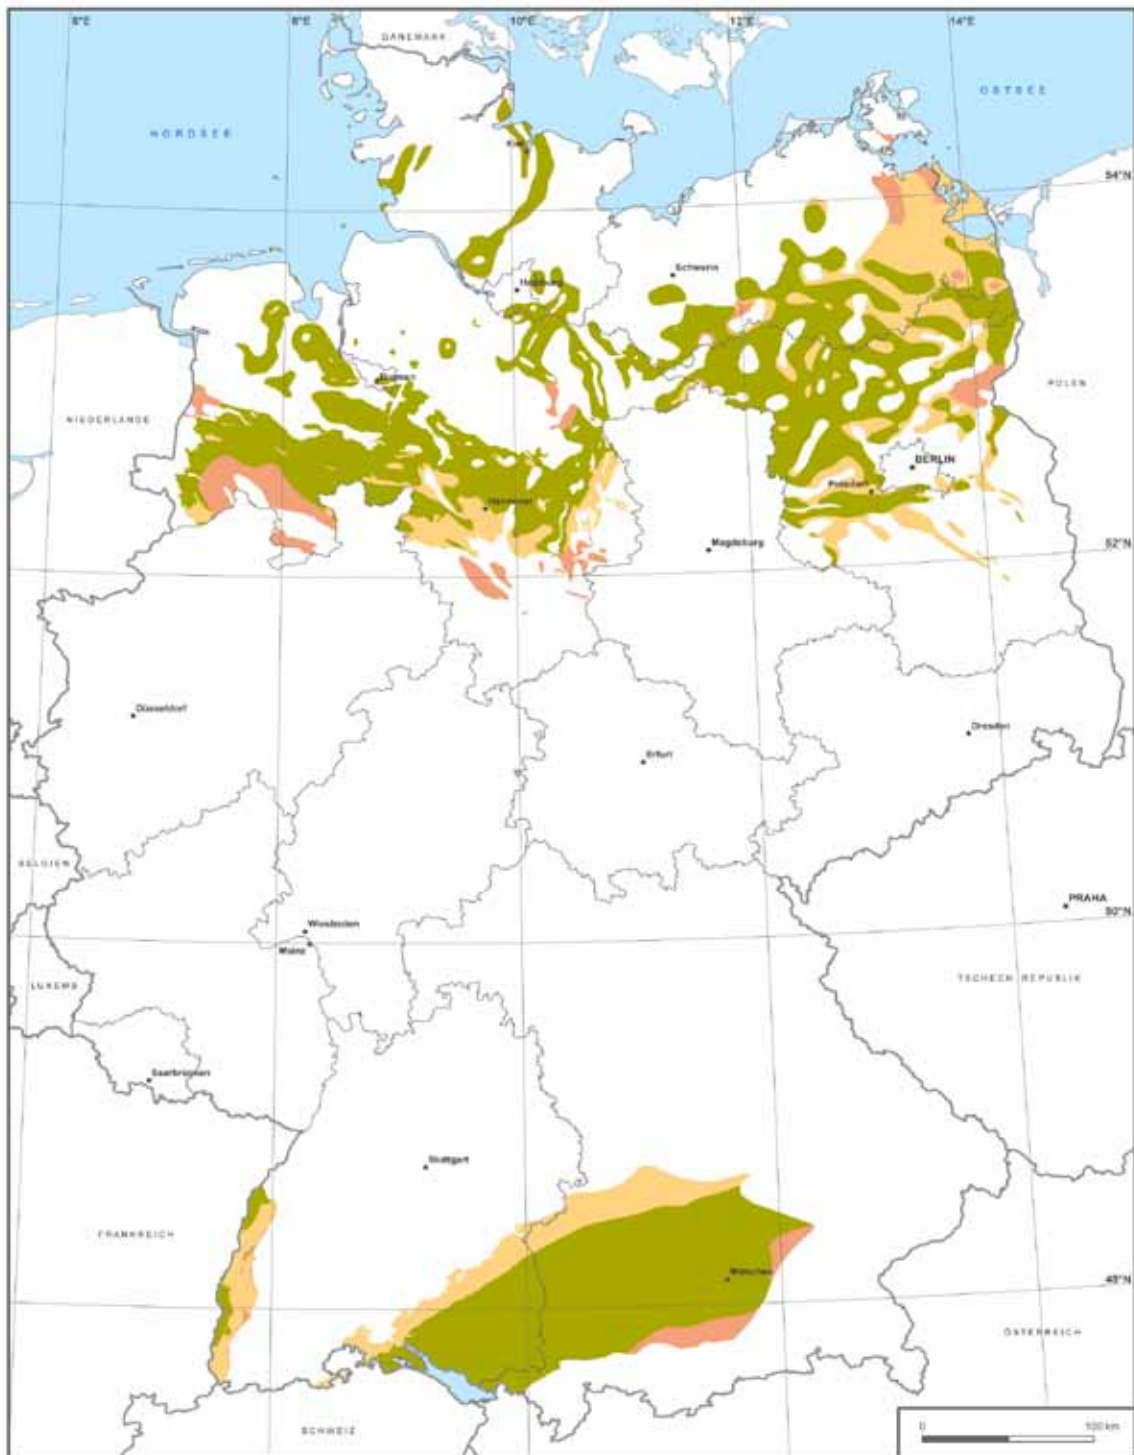 6°E
8°E
10°E
12°E
14°E
DÄNEMARK
OSTSEE
NORDSEE
Kiel
54°N
Schwerin
Hamburg
Bremen
POLEN
NIEDERLANDE
BERLIN
Potsdam
Hannover
Magdeburg
52°N
Düsseldorf
Dresden
Erfurt
BELGIEN
PRAHA
50°N
Wiesbaden
Mainz
LUXEMB
TSCHECH REPUBLIK
Saarbrücken
Stuttgart
FRANKREICH
München
48°N
ÖSTERREICH
SCHWEIZ
0 100 km